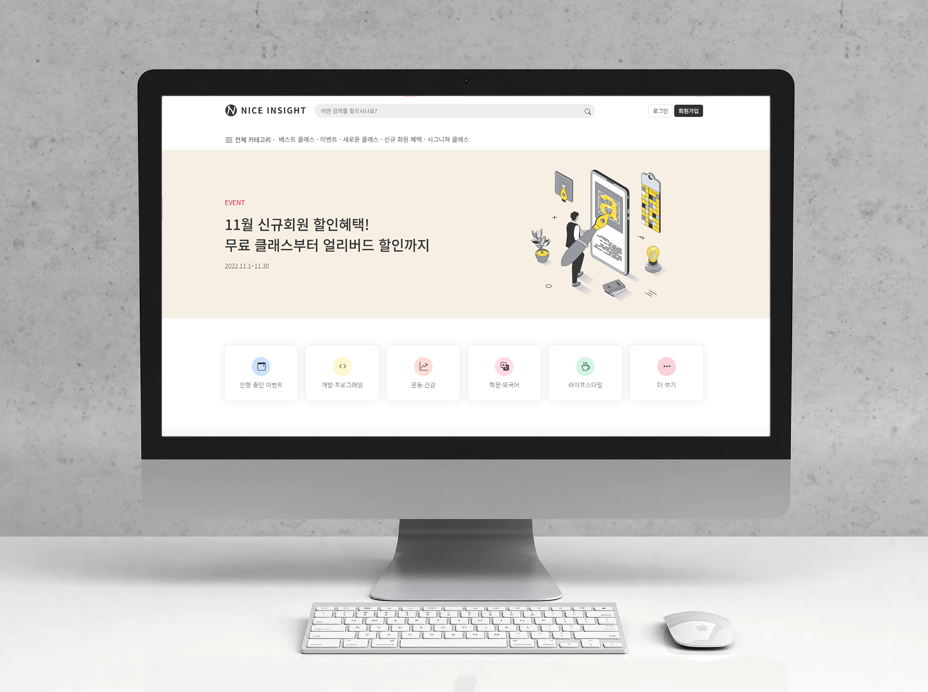 NICE INSIGHT
어떤 강의를 찾으시나요?
로그인
회원가입
전체 카테고리 · 베스트 클래스 · 이벤트 · 새로운 클래스 · 신규 회원 혜택 · 시그니처 클래스
EVENT
11월 신규회원 할인혜택!
무료 클래스부터 얼리버드 할인까지
2022.11.1~11.30
a
진행 중인 이벤트
개발·프로그래밍
운동·건강
학문·외국어
라이프스타일
더 보기